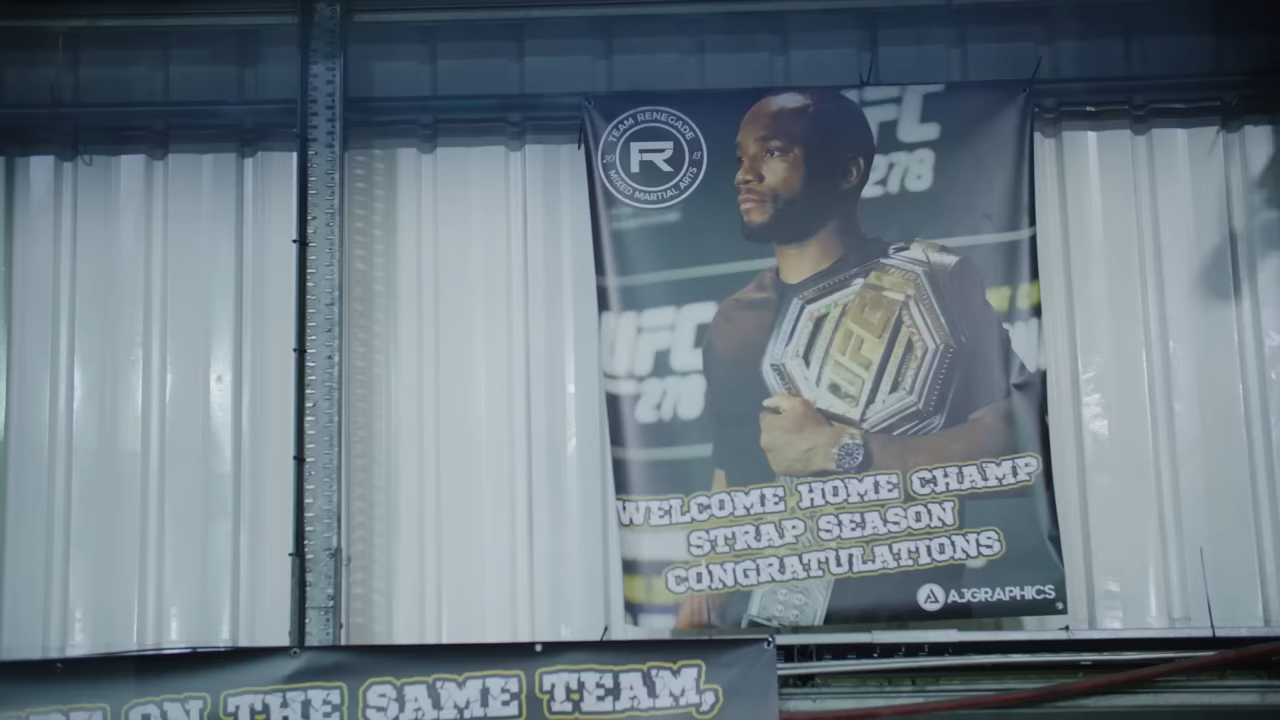 TEAM RENEGADE
20 R 13
MIXED MARTIAL ARTS
UFC
278
UFC
278
UFC
WELCOME HOME CHAMP
STRAP SEASON
CONGRATULATIONS
AJGRAPHICS
ON THE SAME TEAM,